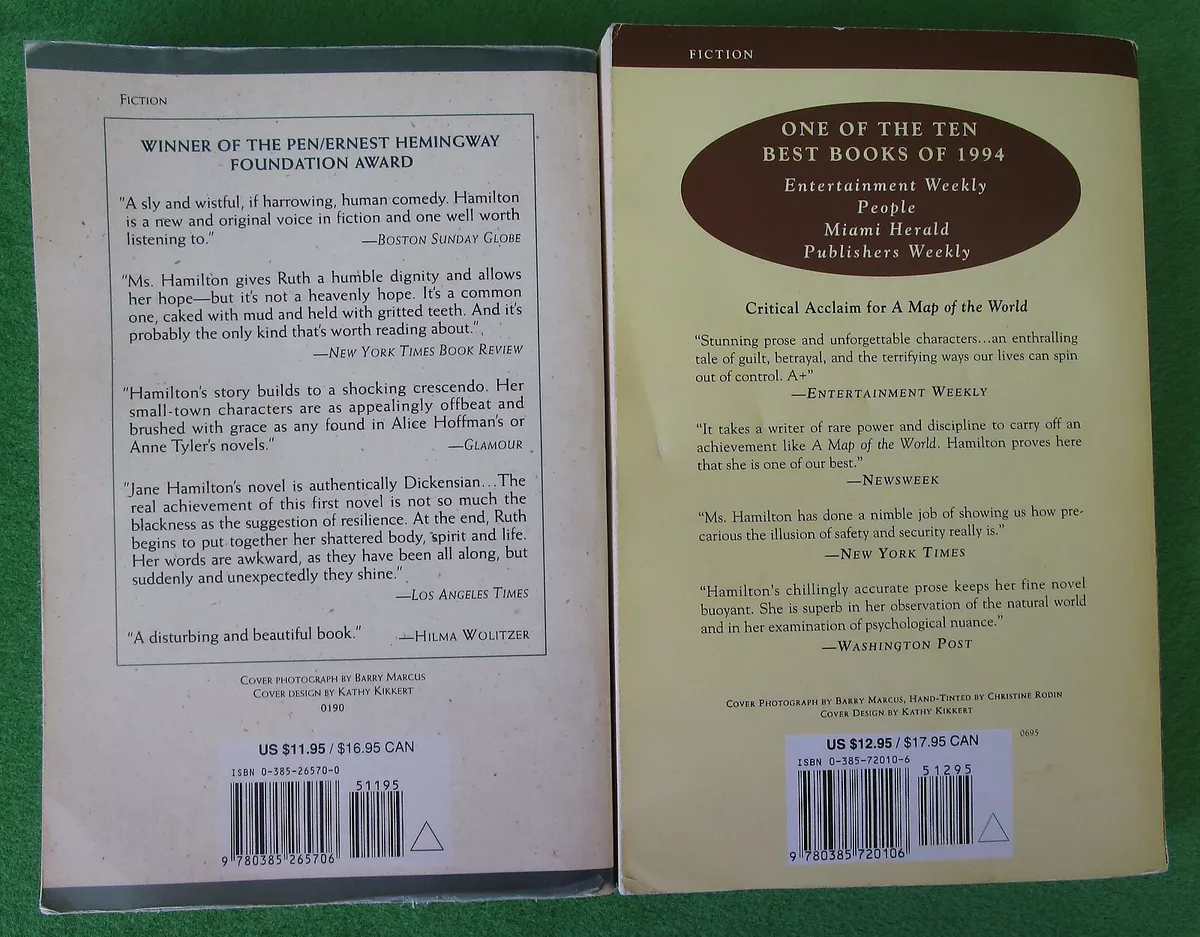 FICTION
WINNER OF THE PEN/ERNEST HEMINGWAY
FOUNDATION AWARD
"A sly and wistful, if harrowing, human comedy. Hamilton
is a new and original voice in fiction and one well worth
listening to." —BOSTON SUNDAY GLOBE
"Ms. Hamilton gives Ruth a humble dignity and allows
her hope—but it's not a heavenly hope. It's a common
one, caked with mud and held with gritted teeth. And it's
probably the only kind that's worth reading about."
—NEW YORK TIMES BOOK REVIEW
"Hamilton's story builds to a shocking crescendo. Her
small-town characters are as appealingly offbeat and
brushed with grace as any found in Alice Hoffman's or
Anne Tyler's novels." —GLAMOUR
"Jane Hamilton's novel is authentically Dickensian...The
real achievement of this first novel is not so much the
blackness as the suggestion of resilience. At the end, Ruth
begins to put together her shattered body, spirit and life.
Her words are awkward, as they have been all along, but
suddenly and unexpectedly they shine."
—LOS ANGELES TIMES
"A disturbing and beautiful book." —HILMA WOLITZER
COVER PHOTOGRAPH BY BARRY MARCUS
COVER DESIGN BY KATHY KIKKERT
0190
US $11.95 / $16.95 CAN
ISBN 0-385-26570-0
51195
9 780385 265706
FICTION
ONE OF THE TEN
BEST BOOKS OF 1994
Entertainment Weekly
People
Miami Herald
Publishers Weekly
Critical Acclaim for A Map of the World
"Stunning prose and unforgettable characters...an enthralling
tale of guilt, betrayal, and the terrifying ways our lives can spin
out of control. A+"
—ENTERTAINMENT WEEKLY
"It takes a writer of rare power and discipline to carry off an
achievement like A Map of the World. Hamilton proves here
that she is one of our best."
—NEWSWEEK
"Ms. Hamilton has done a nimble job of showing us how pre-
carious the illusion of safety and security really is."
—NEW YORK TIMES
"Hamilton's chillingly accurate prose keeps her fine novel
buoyant. She is superb in her observation of the natural world
and in her examination of psychological nuance."
—WASHINGTON POST
COVER PHOTOGRAPH BY BARRY MARCUS, HAND-TINTED BY CHRISTINE RODIN
COVER DESIGN BY KATHY KIKKERT
0695
US $12.95 / $17.95 CAN
ISBN 0-385-72010-6
51295
9 780385 720106